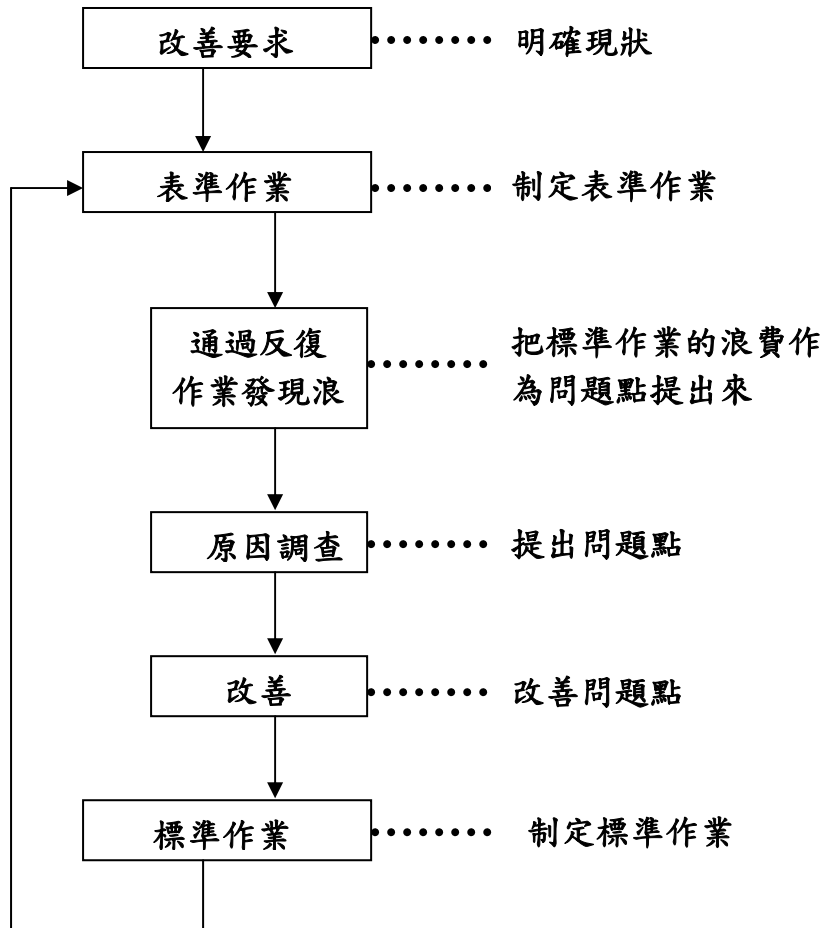 改善要求 •••••••• 明確現狀
表準作業 •••••••• 制定表準作業
通過反復
作業發現浪 •••••••• 把標準作業的浪費作
為問題點提出來
原因調查 •••••••• 提出問題點
改善 •••••••• 改善問題點
標準作業 •••••••• 制定標準作業